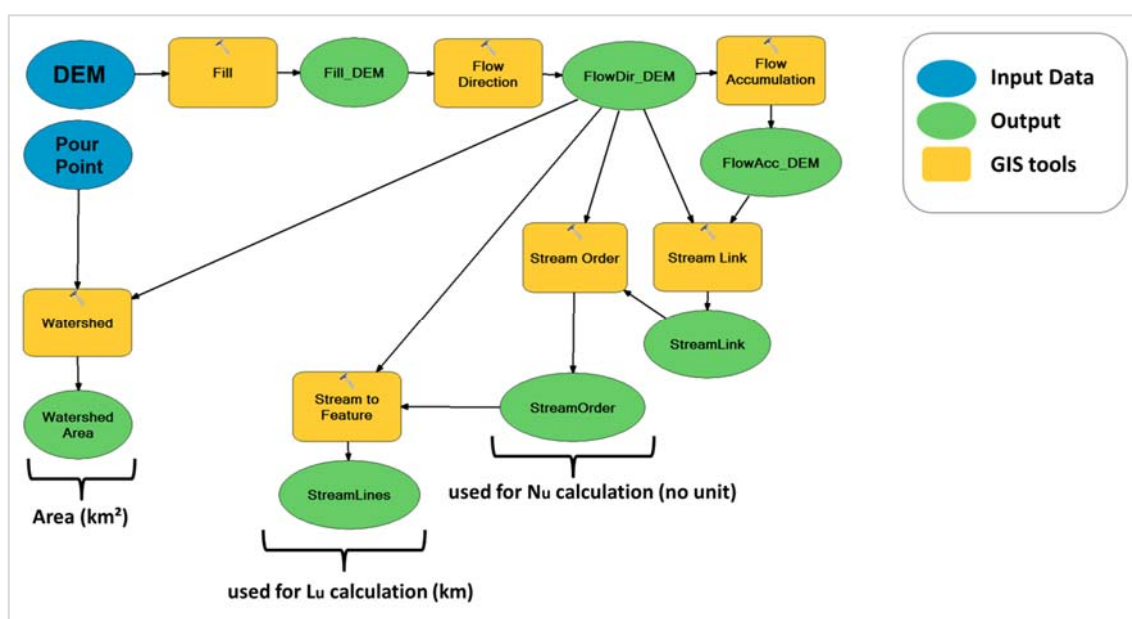 DEM
Fill
Fill_DEM
Flow
Direction
FlowDir_DEM
Flow
Accumulation
Input Data
Output
GIS tools
Pour
Point
FlowAcc_DEM
Stream Order
Stream Link
Watershed
StreamLink
Stream to
Feature
StreamOrder
Watershed
Area
used for Nu calculation (no unit)
StreamLines
Area (km²)
used for Lu calculation (km)